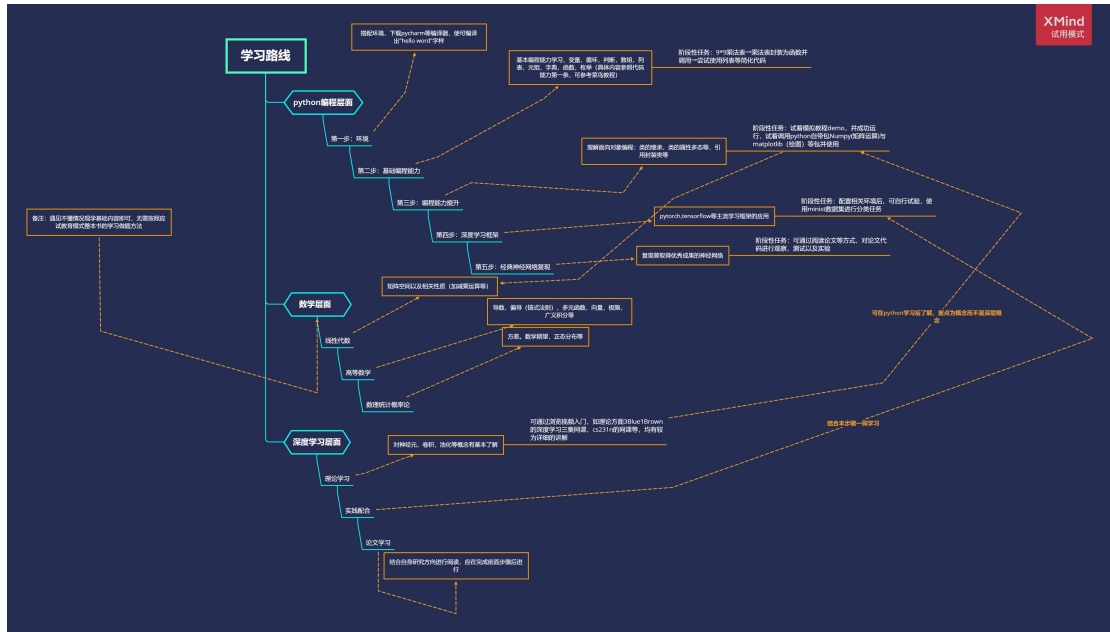 XMind
试用模式
学习路线
搭配环境，下载pycharm等编译器，使可编译
出"hello word"字样
基本编程能力学习，变量，循环，判断，数组，列
表，元组，字典，函数，枚举（具体内容参照代码
能力第一条，可参考菜鸟教程）
阶段性任务：9*9乘法表→乘法表封装为函数并
调用→尝试使用列表等简化代码
python编程层面
第一步：环境
理解面向对象编程：类的继承，类的属性多态等，引
用封装类等
阶段性任务：试着模拟教程demo，并成功运
行，试着调用python自带包Numpy(矩阵运算)与
matplotlib（绘图）等包并使用
第二步：基础编程能力
第三步：编程能力提升
备注：遇见不懂情况现学基础内容即可，无需按照应
试教育模式整本书的学习做题方法
pytorch,tensorflow等主流学习框架的应用
阶段性任务：配置相关环境后，可自行试验，使
用minist数据集进行分类任务
第四步：深度学习框架
复现曾取得优秀成果的神经网络
阶段性任务：可通过阅读论文等方式，对论文代
码进行观察，测试以及实验
第五步：经典神经网络复现
矩阵空间以及相关性质（加减乘运算等）
数学层面
导数，偏导（链式法则），多元函数，向量，极限，
广义积分等
可在python学习后了解，重点为概念而不是深层概
念
线性代数
方差，数学期望，正态分布等
高等数学
数理统计概率论
可通过浏览视频入门，如理论方面3Blue1Brown
的深度学习三集网课，cs231n的网课等，均有较
为详细的讲解
结合本步骤一同学习
深度学习层面
对神经元，卷积，池化等概念有基本了解
理论学习
实践配合
论文学习
结合自身研究方向进行阅读，应在完成前面步骤后进
行